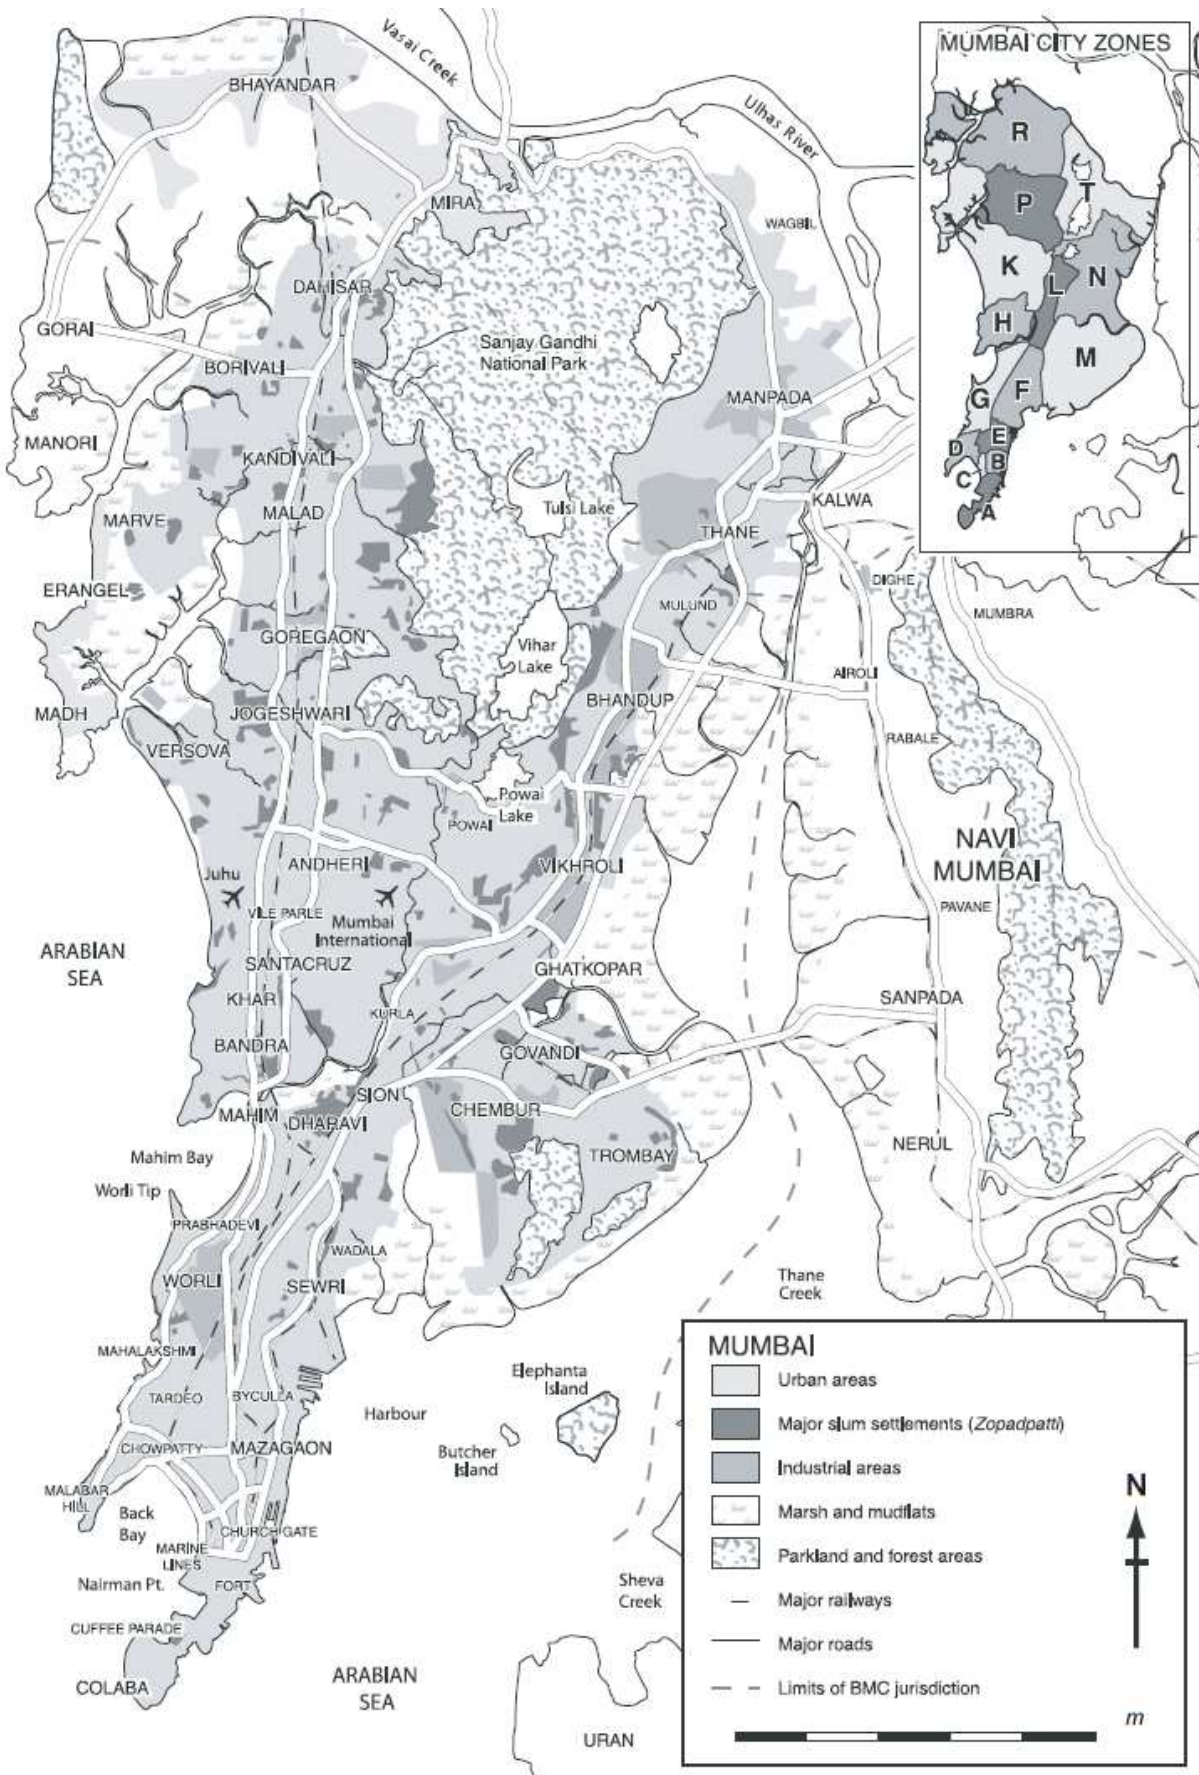 Vasai Creek
MUMBAI CITY ZONES
BHAYANDAR
Ulhas River
R
T
P
MIRA
WAGBIL
K
L
N
DAHISAR
H
M
GORAI
Sanjay Gandhi
National Park
BORIVALI
G
F
MANPADA
MANORI
D
E
B
KANDIVALI
C
A
MARVE
MALAD
Tulsi Lake
KALWA
THANE
ERANGEL
DIGHE
MULUND
MUMBRA
GOREGAON
Vihar
Lake
AIROLI
BHANDUP
MADH
JOGESHWARI
VERSOVA
RABALE
Powai
Lake
POWAI
NAVI
MUMBAI
ANDHERI
VIKHROLI
Juhu
PAVANE
VILE PARLE
Mumbai
International
ARABIAN
SEA
SANTACRUZ
GHATKOPAR
KHAR
SANPADA
KURLA
BANDRA
GOVANDI
SION
MAHIM
DHARAVI
CHEMBUR
NERUL
Mahim Bay
TROMBAY
Worli Tip
PRABHADEVI
WADALA
WORLI
SEWRI
Thane
Creek
MAHALAKSHMI
TARDEO
BYCULLA
Elephanta
Island
Harbour
CHOWPATTY
MAZAGAON
Butcher
Island
MALABAR
HILL
Back
Bay
CHURCH GATE
MARINE
LINES
Nairman Pt.
FORT
Sheva
Creek
CUFFEE PARADE
COLABA
ARABIAN
SEA
URAN
MUMBAI
Urban areas
Major slum settlements (Zopadpatti)
Industrial areas
Marsh and mudflats
Parkland and forest areas
Major railways
Major roads
Limits of BMC jurisdiction
N
m